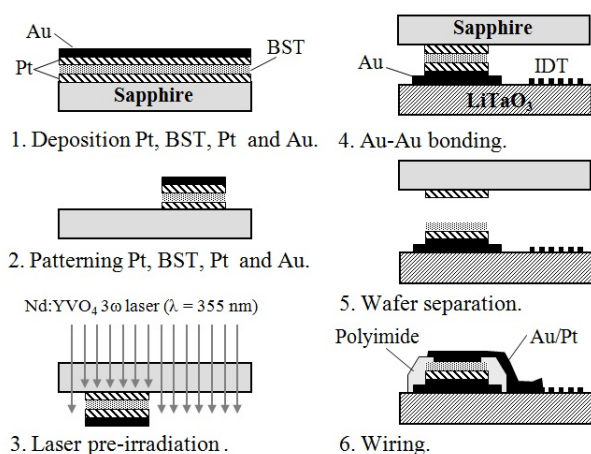 Au
Pt
BST
Sapphire
1. Deposition Pt, BST, Pt and Au.
2. Patterning Pt, BST, Pt and Au.
Nd:YVO₄ 3ω laser (λ = 355 nm)
3. Laser pre-irradiation.
Sapphire
Au
IDT
LiTaO₃
4. Au-Au bonding.
5. Wafer separation.
Polyimide
Au/Pt
6. Wiring.